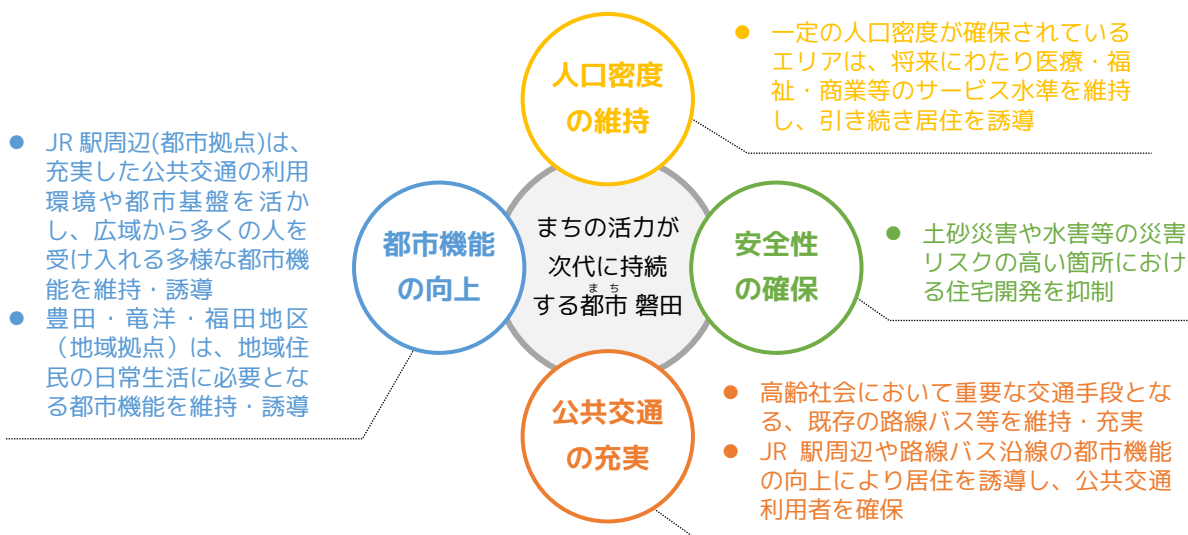 人口密度
の維持
● 一定の人口密度が確保されている
エリアは、将来にわたり医療・福
祉・商業等のサービス水準を維持
し、引き続き居住を誘導
● JR 駅周辺(都市拠点)は、
充実した公共交通の利用
環境や都市基盤を活か
し、広域から多くの人を
受け入れる多様な都市機
能を維持・誘導
● 豊田・竜洋・福田地区
（地域拠点）は、地域住
民の日常生活に必要とな
る都市機能を維持・誘導
都市機能
の向上
まちの活力が
次代に持続
まち
する都市 磐田
安全性
の確保
● 土砂災害や水害等の災害
リスクの高い箇所におけ
る住宅開発を抑制
公共交通
の充実
● 高齢社会において重要な交通手段とな
る、既存の路線バス等を維持・充実
● JR 駅周辺や路線バス沿線の都市機能
の向上により居住を誘導し、公共交通
利用者を確保